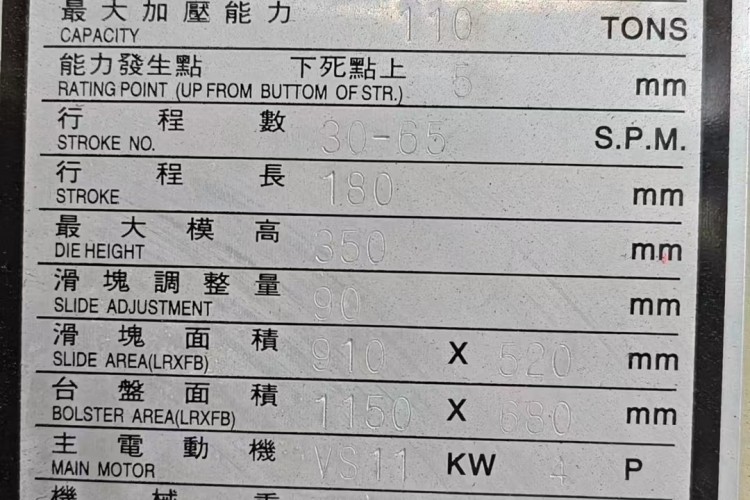 最大加壓能力 110 TONS
CAPACITY
能力發生點 下死點上 5 mm
RATING POINT (UP FROM BUTTOM OF STR.)
行程數 30-65 S.P.M.
STROKE NO.
行程長 180 mm
STROKE
最大模高 350 mm
DIE HEIGHT
滑塊調整量 90 mm
SLIDE ADJUSTMENT
滑塊面積 910 X 520 mm
SLIDE AREA(LRXFB)
台盤面積 1150 X 680 mm
BOLSTER AREA(LRXFB)
主電動機 VS11 KW 4 P
MAIN MOTOR
機械重